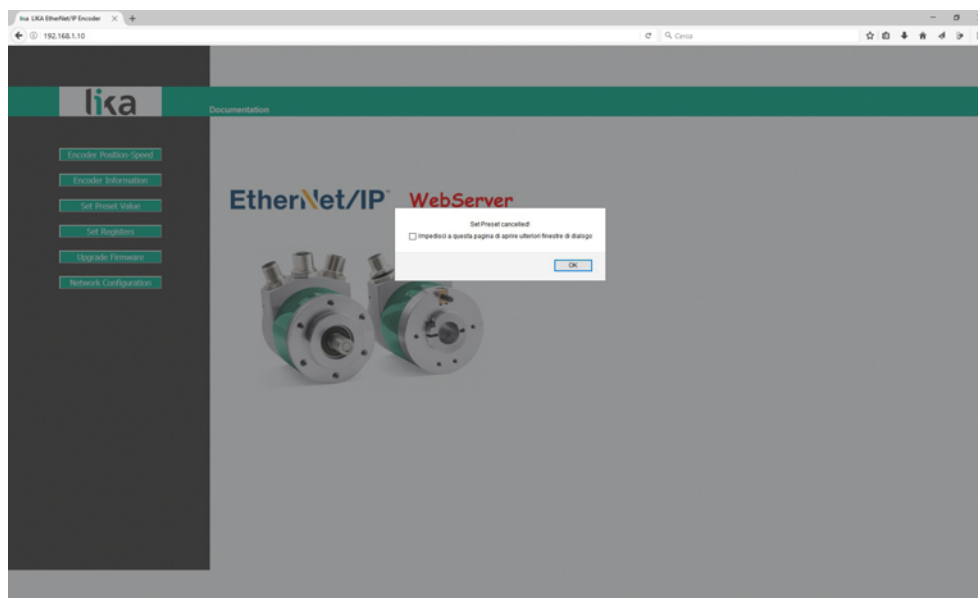 lika LIKA EtherNet/IP Encoder
192.168.1.10
Cerca
lika
Documentation
Encoder Position-Speed
Encoder Information
Set Preset Value
Set Registers
Upgrade Firmware
Network Configuration
EtherNet/IP™ WebServer
Set Preset cancelled!
Impedisci a questa pagina di aprire ulteriori finestre di dialogo
OK